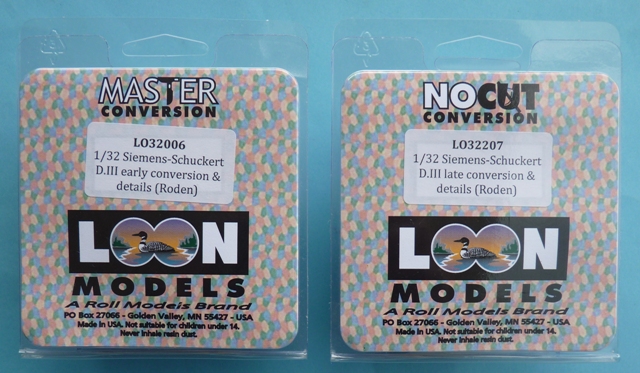 MASTER
CONVERSION
LO32006
1/32 Siemens-Schuckert
D.III early conversion &
details (Roden)
LOON
MODELS
A Roll Models Brand
PO Box 27066 - Golden Valley, MN 55427 - USA
Made in USA. Not suitable for children under 14.
Never inhale resin dust.
NOCUT
CONVERSION
LO32207
1/32 Siemens-Schuckert
D.III late conversion &
details (Roden)
LOON
MODELS
A Roll Models Brand
PO Box 27066 - Golden Valley, MN 55427 - USA
Made in USA. Not suitable for children under 14.
Never inhale resin dust.